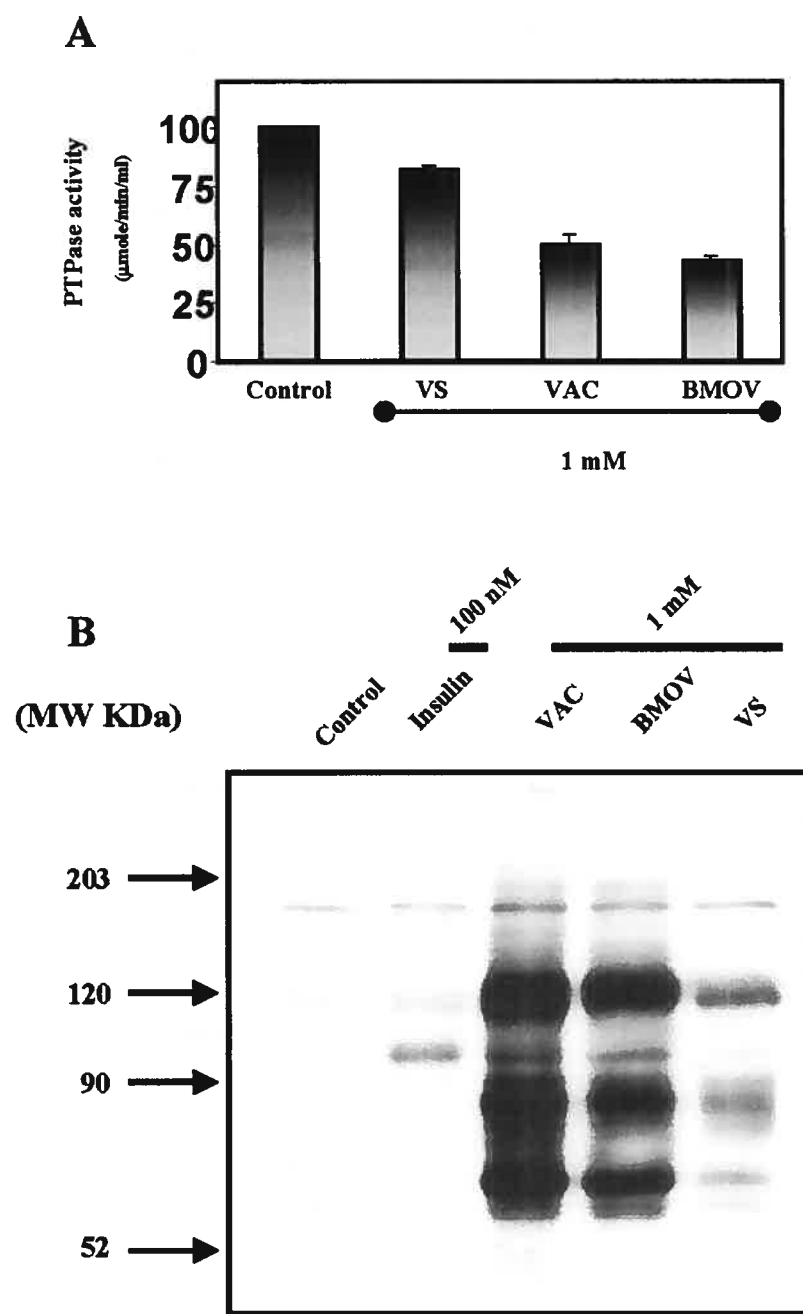 A
PTPase activity
(µmole/min/ml)
100
75
50
25
0
Control VS VAC BMOV
1 mM
B
100 nM 1 mM
(MW KDa)
Control Insulin VAC BMOV VS
203
120
90
52